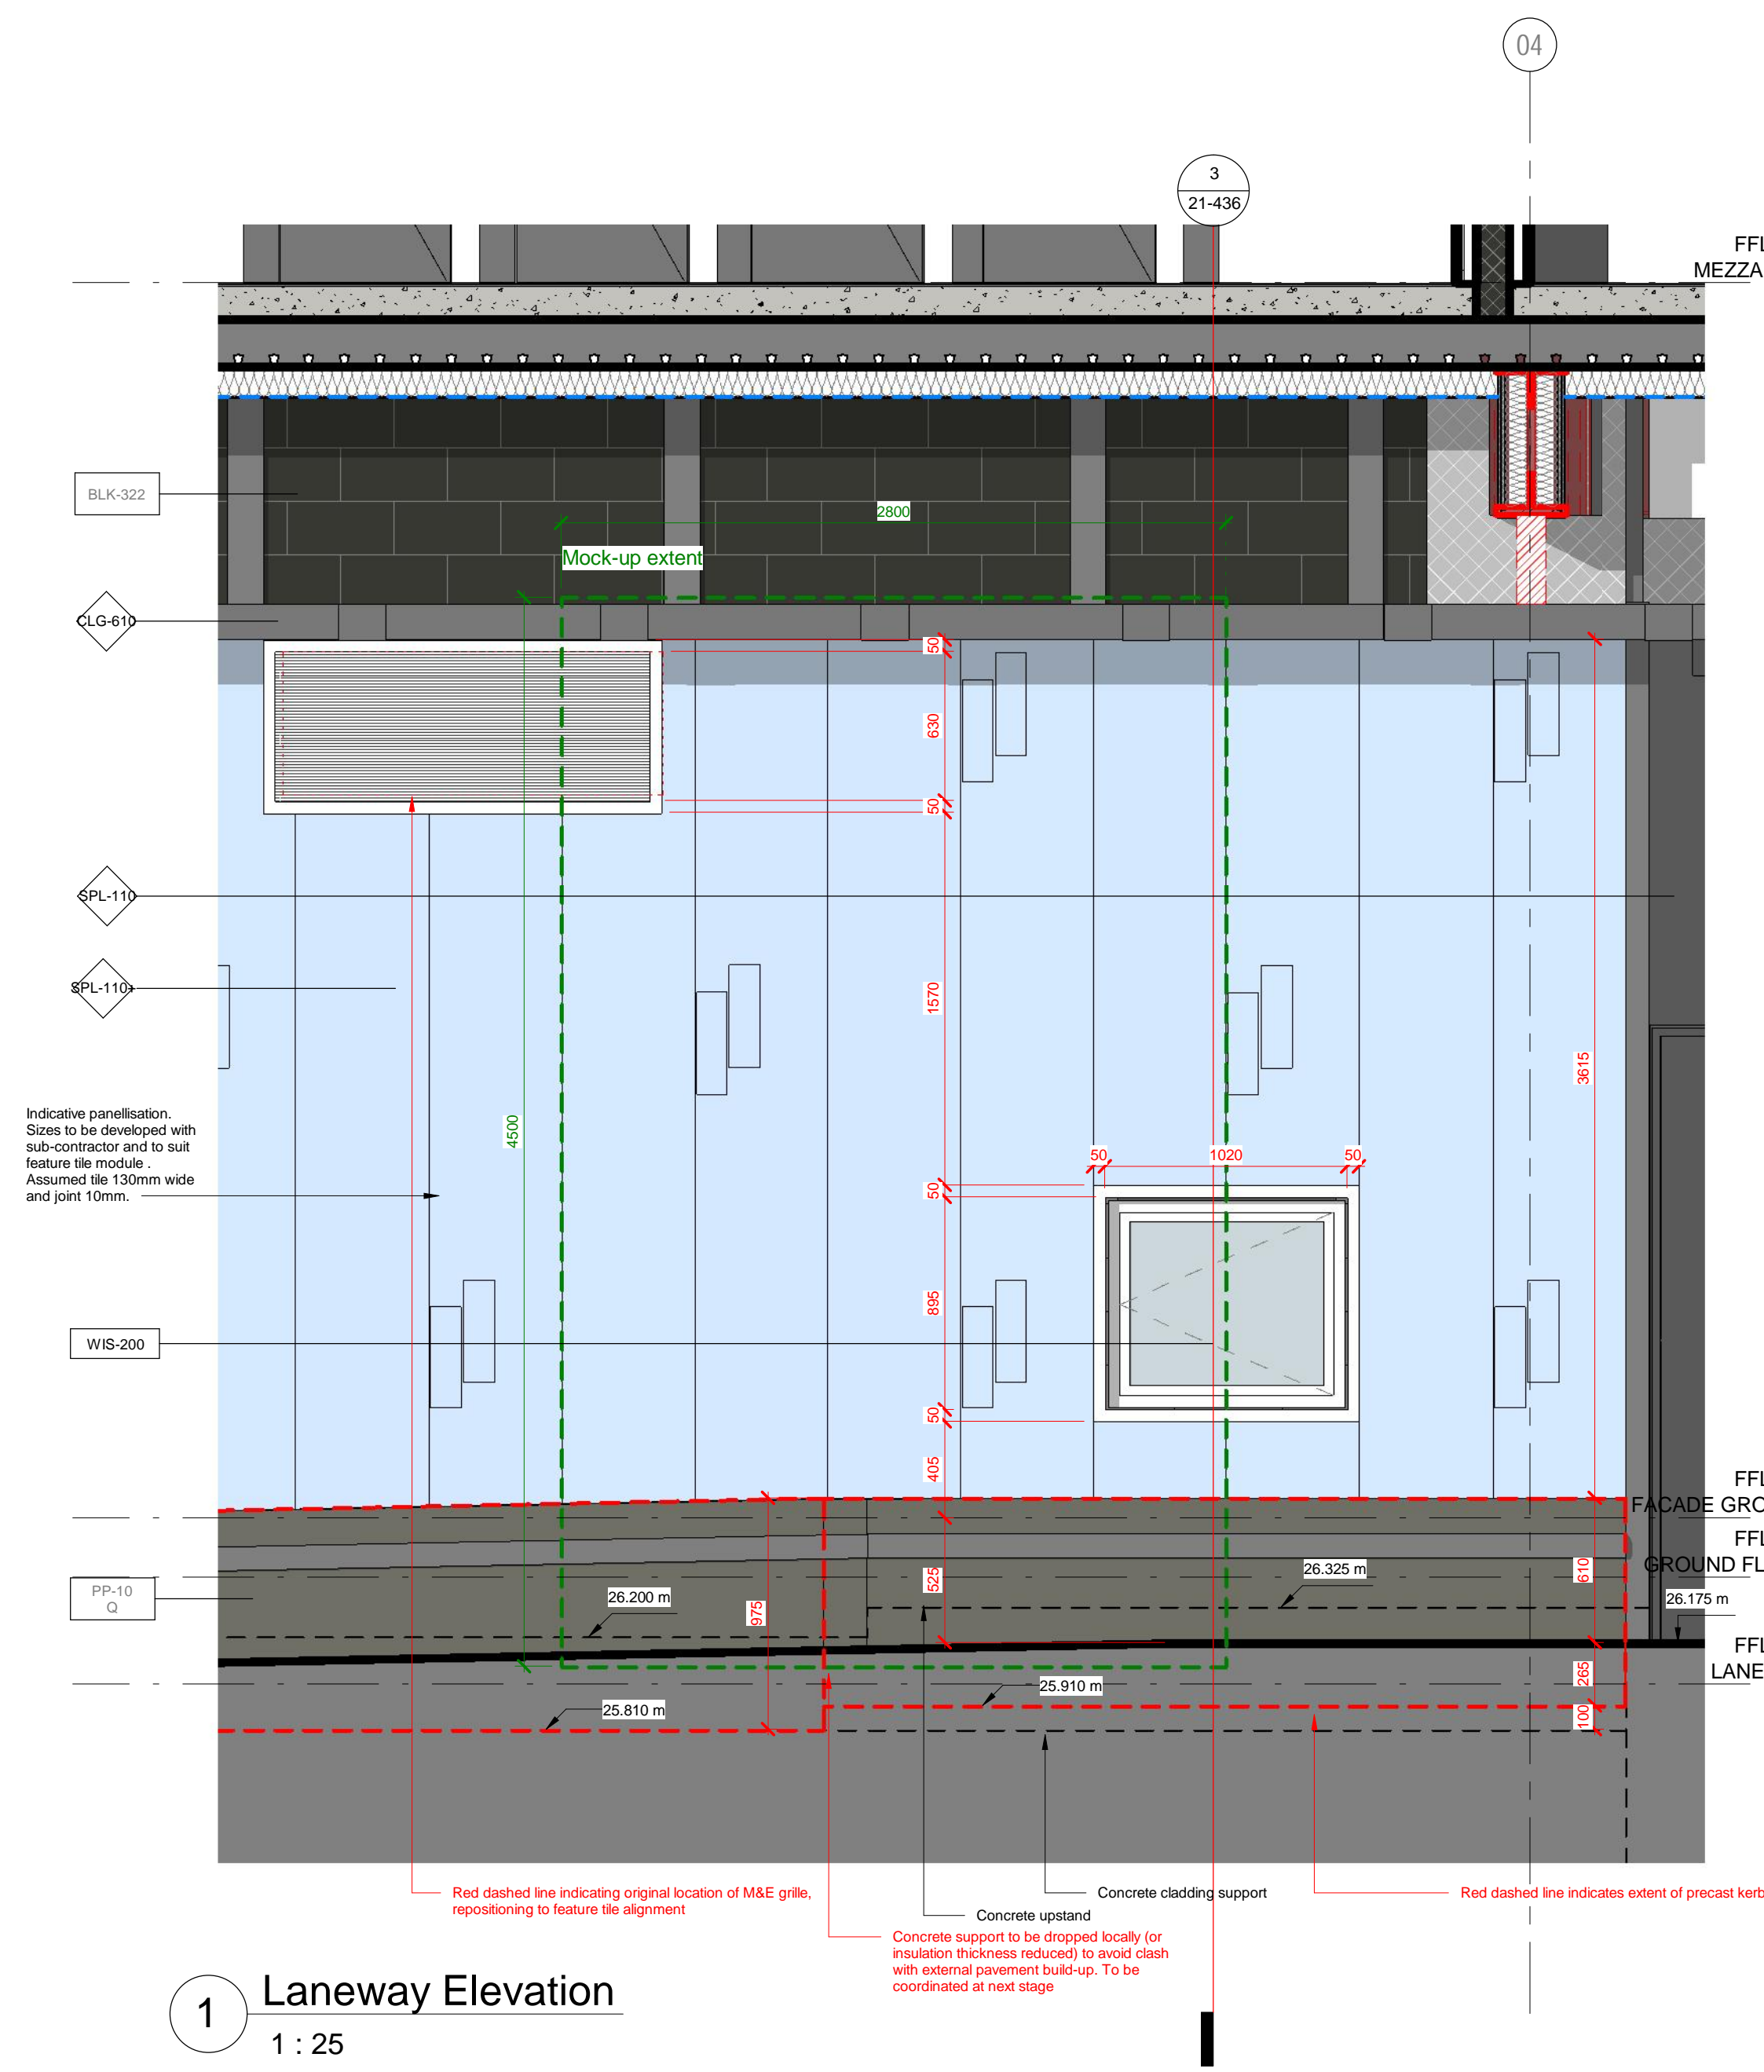 04
3
21-436
FFL
MEZZA
BLK-322
2800
Mock-up extent
CLG-610
50
630
50
SPL-110
SPL-110+
1570
3615
Indicative panellisation.
Sizes to be developed with
sub-contractor and to suit
feature tile module .
Assumed tile 130mm wide
and joint 10mm.
4500
50
1020
50
50
895
WIS-200
50
405
FFL
FACADE GRO
FFL
GROUND FL
PP-10
Q
26.200 m
975
525
26.325 m
610
26.175 m
FFL
LANE
25.810 m
25.910 m
265
100
Red dashed line indicating original location of M&E grille,
repositioning to feature tile alignment
Concrete cladding support
Red dashed line indicates extent of precast kerb
Concrete upstand
Concrete support to be dropped locally (or
insulation thickness reduced) to avoid clash
with external pavement build-up. To be
coordinated at next stage
1
Laneway Elevation
1 : 25